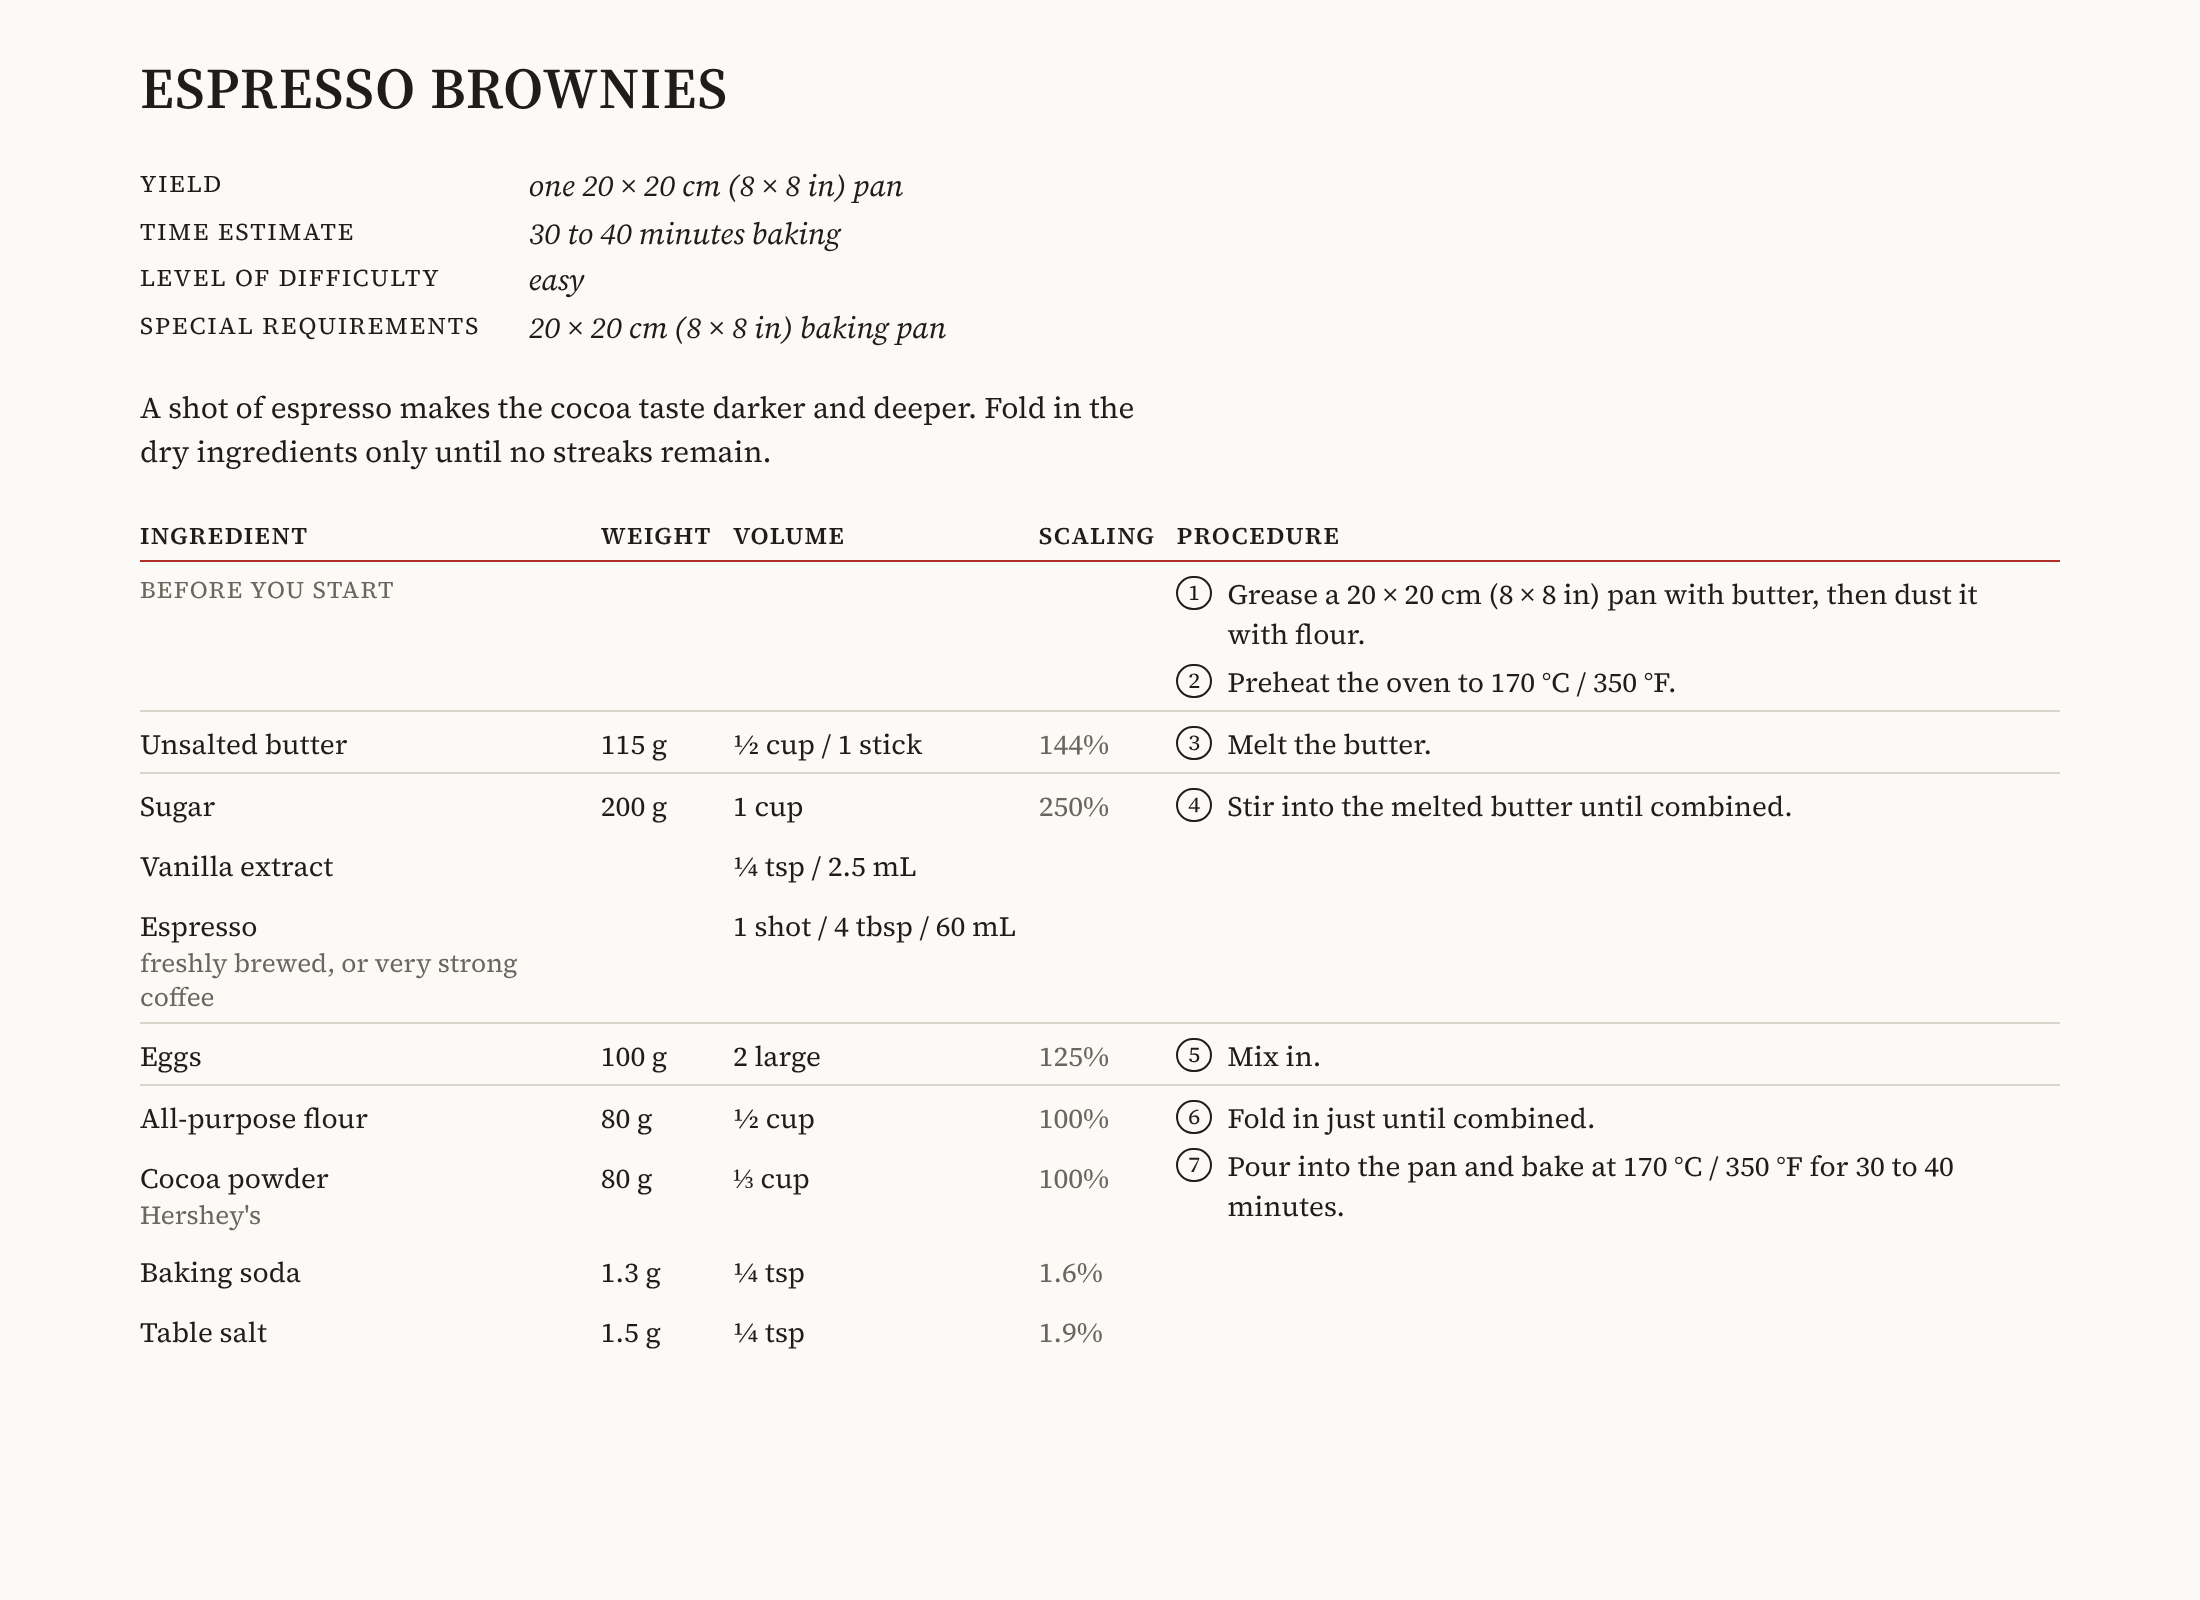 ESPRESSO BROWNIES
YIELD one 20 × 20 cm (8 × 8 in) pan
TIME ESTIMATE 30 to 40 minutes baking
LEVEL OF DIFFICULTY easy
SPECIAL REQUIREMENTS 20 × 20 cm (8 × 8 in) baking pan
A shot of espresso makes the cocoa taste darker and deeper. Fold in the
dry ingredients only until no streaks remain.
INGREDIENT WEIGHT VOLUME SCALING PROCEDURE
BEFORE YOU START 1 Grease a 20 × 20 cm (8 × 8 in) pan with butter, then dust it
with flour.
2 Preheat the oven to 170 °C / 350 °F.
Unsalted butter 115 g ½ cup / 1 stick 144% 3 Melt the butter.
Sugar 200 g 1 cup 250% 4 Stir into the melted butter until combined.
Vanilla extract ¼ tsp / 2.5 mL
Espresso 1 shot / 4 tbsp / 60 mL
freshly brewed, or very strong
coffee
Eggs 100 g 2 large 125% 5 Mix in.
All-purpose flour 80 g ½ cup 100% 6 Fold in just until combined.
Cocoa powder 80 g ⅓ cup 100% 7 Pour into the pan and bake at 170 °C / 350 °F for 30 to 40
Hershey's minutes.
Baking soda 1.3 g ¼ tsp 1.6%
Table salt 1.5 g ¼ tsp 1.9%